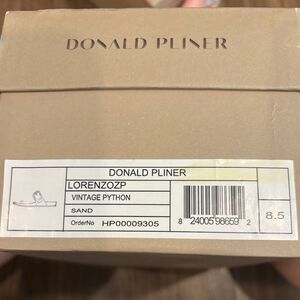 DONALD PLINER
DONALD PLINER
LORENZOZP
VINTAGE PYTHON
SAND
OrderNo HP00009305
8 24005 98659 2
8.5